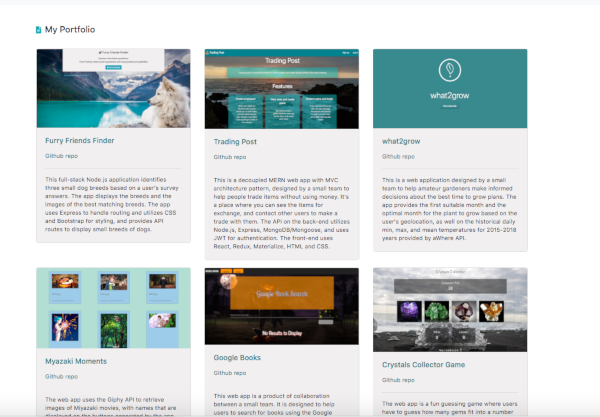 My Portfolio
Furry Friends Finder
Trading Post
Trading Post
Features
what2grow
Furry Friends Finder
Github repo
This full-stack Node.js application identifies
three small dog breeds based on a user's survey
answers. The app displays the breeds and the
images of the best matching breeds. The app
uses Express to handle routing and utilizes CSS
and Bootstrap for styling, and provides API
routes to display small breeds of dogs.
Trading Post
Github repo
This is a decoupled MERN web app with MVC
architecture pattern, designed by a small team to
help people trade items without using money. It's
a place where you can see the items for
exchange, and contact other users to make a
trade with them. The API on the back-end utilizes
Node.js, Express, MongoDB/Mongoose, and uses
JWT for authentication. The front-end uses
React, Redux, Materialize, HTML and CSS.
what2grow
Github repo
This is a web application designed by a small
team to help amateur gardeners make informed
decisions about the best time to grow plants. The
app provides the first suitable month and the
optimal month for the plant to grow based on the
user's geolocation, as well on the historical daily
min, max, and mean temperatures for 2015-2018
years provided by aWhere API.
Google Book Search
No Results to Display
Crystals Collector
Myazaki Moments
Github repo
The web app uses the Giphy API to retrieve
images of Miyazaki movies, with names that are
Google Books
Github repo
This web app is a product of collaboration
between a small team. It is designed to help
users to search for books using the Google
Crystals Collector Game
Github repo
The web app is a fun guessing game where users
have to guess how many gems fit into a number